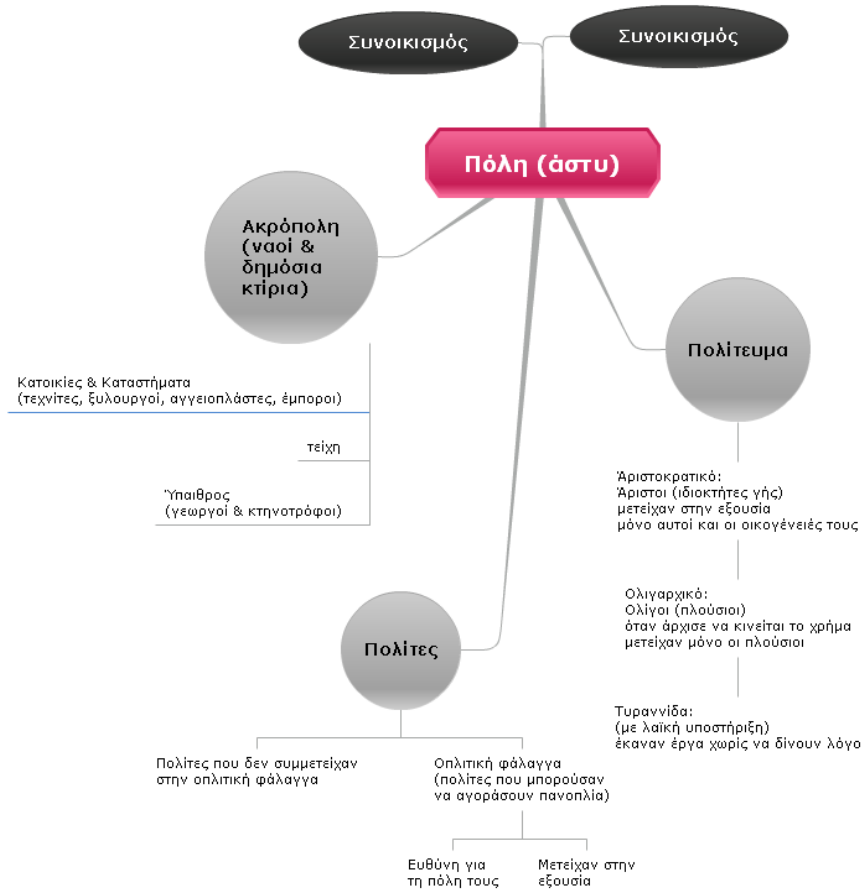 Συνοικισμός
Συνοικισμός
Πόλη (άστυ)
Ακρόπολη
(ναοί &
δημόσια
κτίρια)
Κατοικίες & Καταστήματα
(τεχνίτες, ξυλουργοί, αγγειοπλάστες, έμποροι)
τείχη
Ύπαιθρος
(γεωργοί & κτηνοτρόφοι)
Πολίτευμα
Άριστοκρατικό:
Άριστοι (ιδιοκτήτες γής)
μετείχαν στην εξουσία
μόνο αυτοί και οι οικογένειές τους
Ολιγαρχικό:
Ολίγοι (πλούσιοι)
όταν άρχισε να κινείται το χρήμα
μετείχαν μόνο οι πλούσιοι
Τυραννίδα:
(με λαϊκή υποστήριξη)
έκαναν έργα χωρίς να δίνουν λόγο
Πολίτες
Πολίτες που δεν συμμετείχαν
στην οπλιτική φάλαγγα
Οπλιτική φάλαγγα
(πολίτες που μπορούσαν
να αγοράσουν πανοπλία)
Ευθύνη για
τη πόλη τους
Μετείχαν στην
εξουσία